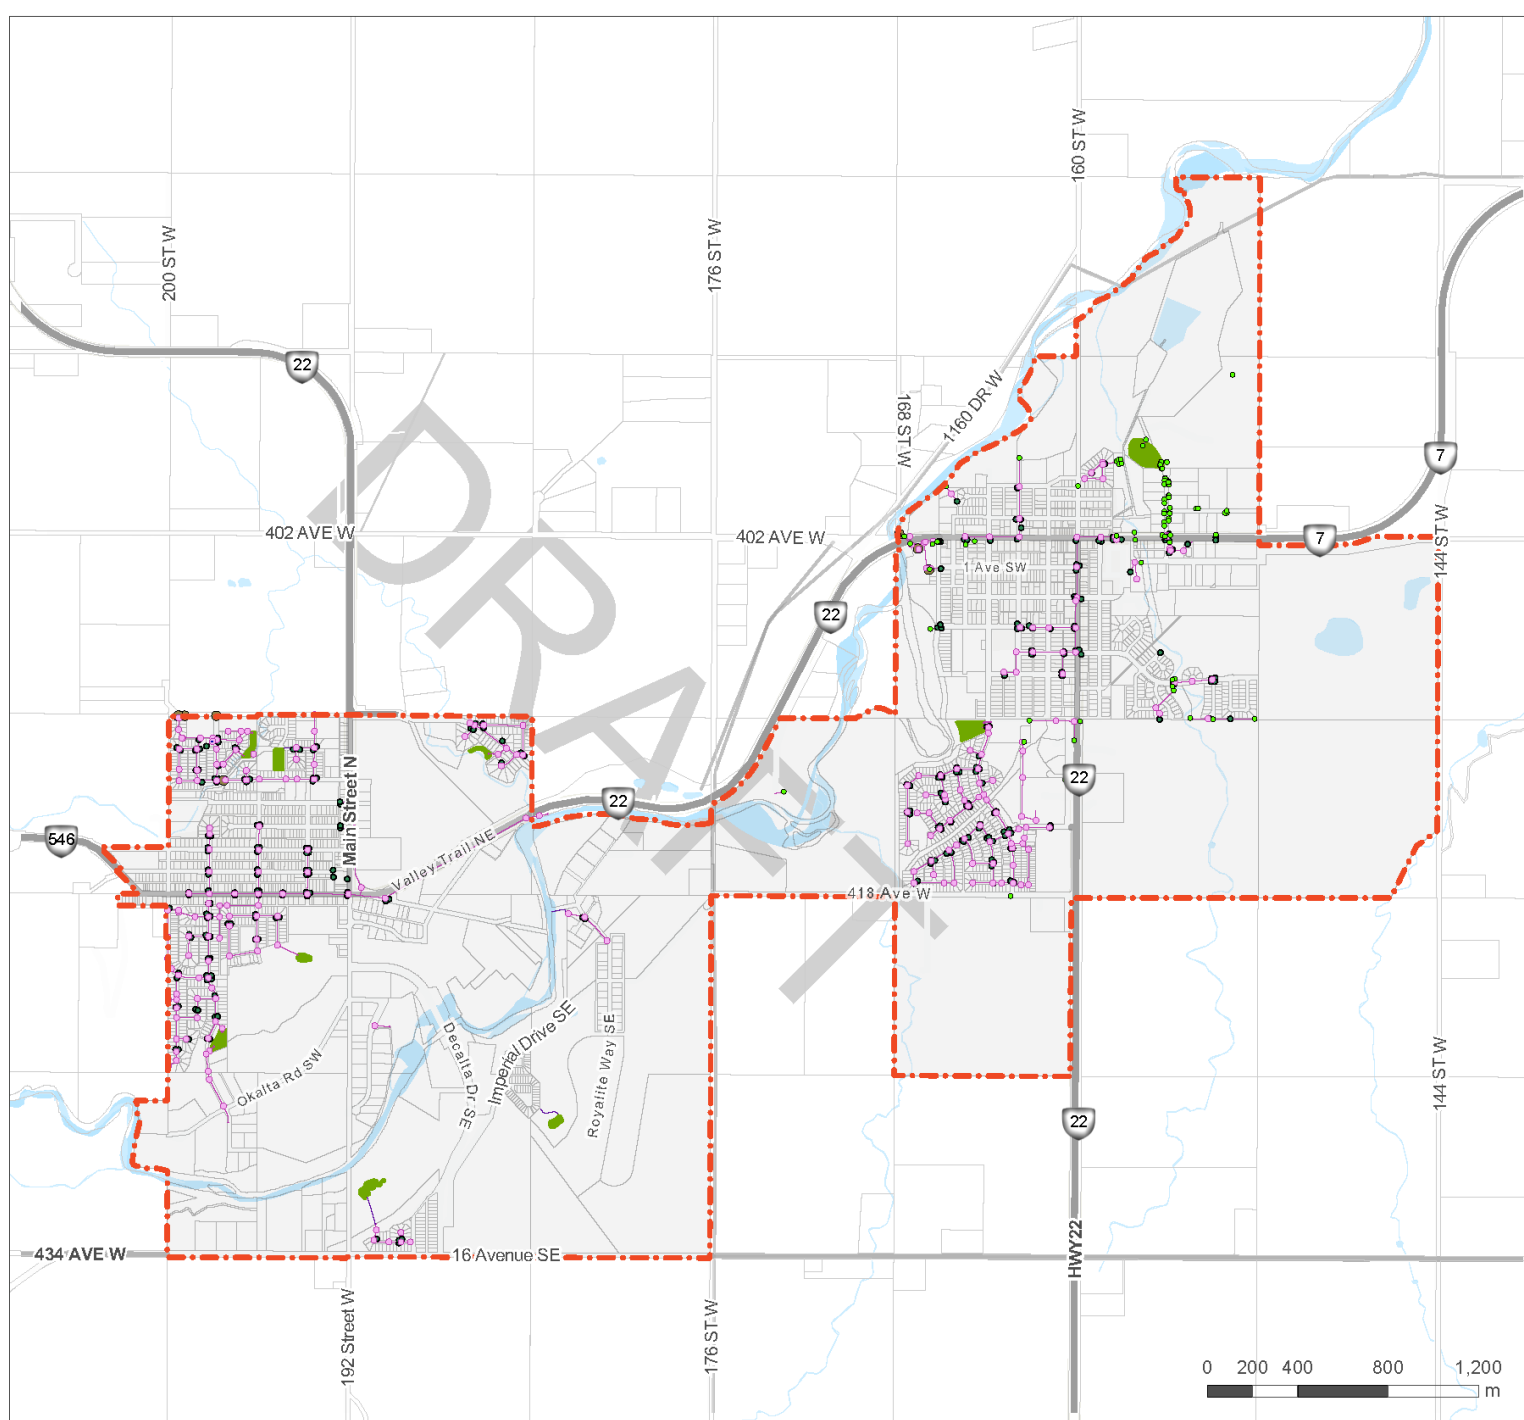 160 ST W
200 ST W
176 ST W
22
168 ST W
1160 DR W
7
402 AVE W
402 AVE W
7
144 ST W
1 Ave SW
22
DRAFT
Main Street N
22
22
546
Valley Trail NE
418 Ave W
Okalta Rd SW
Decalta Dr. SE
Imperial Drive SE
Royalite Way SE
144 ST W
22
434 AVE W
16 Avenue SE
HWY22
192 Street W
176 ST W
0 200 400 800 1,200
m